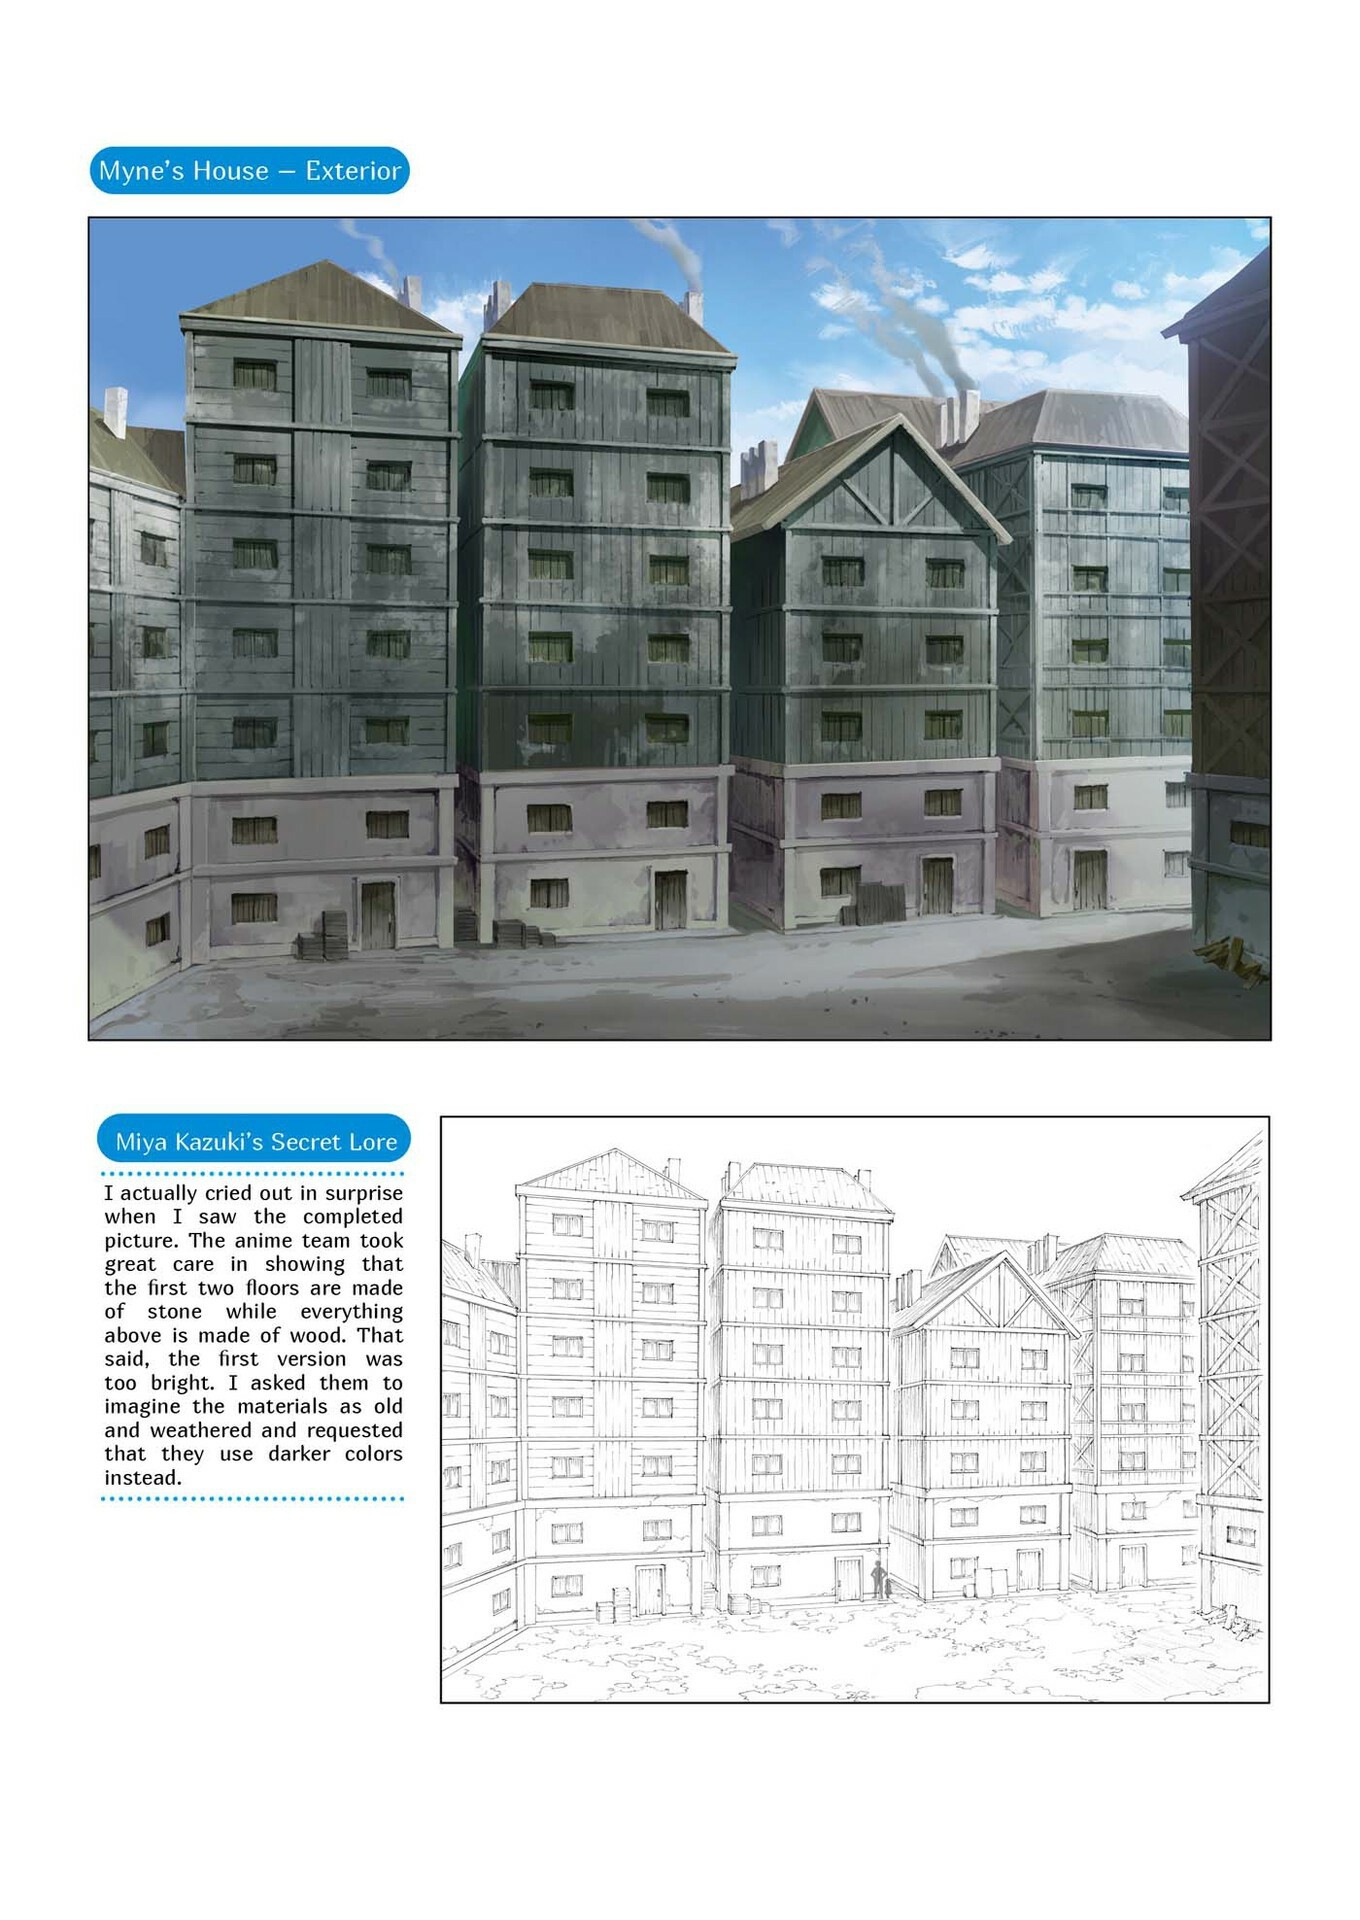 Myne's House – Exterior
Miya Kazuki's Secret Lore
I actually cried out in surprise
when I saw the completed
picture. The anime team took
great care in showing that
the first two floors are made
of stone while everything
above is made of wood. That
said, the first version was
too bright. I asked them to
imagine the materials as old
and weathered and requested
that they use darker colors
instead.